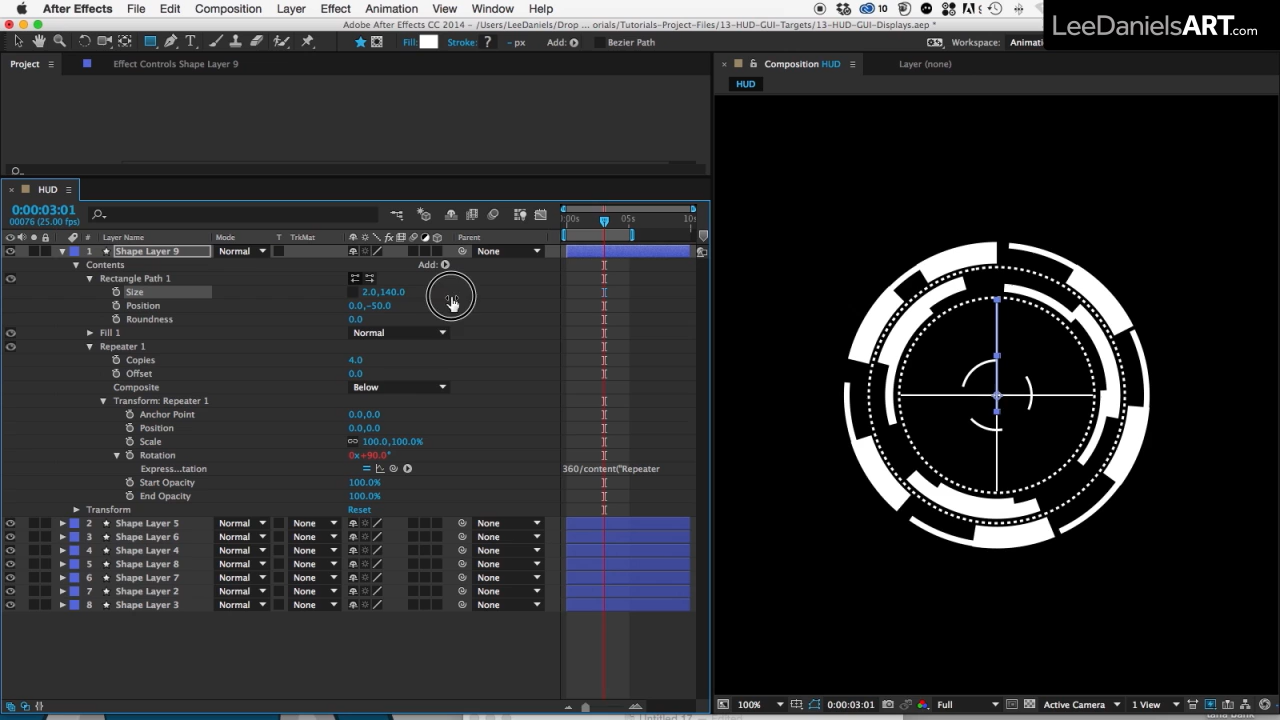 After Effects File Edit Composition Layer Effect Animation View Window Help
LeeDanielsART.com
Adobe After Effects CC 2014 - /Users/LeeDaniels/Drop ... orials/Tutorials-Project-Files/13-HUD-GUI-Targets/13-HUD-GUI-Displays.aep *
Fill: Stroke: ? - px Add: Bezier Path Workspace: Animati
Project Effect Controls Shape Layer 9 Composition HUD Layer (none)
HUD
HUD
0:00:03:01
00076 (25.00 fps) :00s 05s 10s
# Layer Name Mode T TrkMat fx Parent
1 Shape Layer 9 Normal None
Contents Add:
Rectangle Path 1
Size 2.0,140.0
Position 0.0,-50.0
Roundness 0.0
Fill 1 Normal
Repeater 1
Copies 4.0
Offset 0.0
Composite Below
Transform: Repeater 1
Anchor Point 0.0,0.0
Position 0.0,0.0
Scale 100.0,100.0%
Rotation 0x+90.0°
Express...tation 360/content("Repeater
Start Opacity 100.0%
End Opacity 100.0%
Transform Reset
2 Shape Layer 5 Normal None None
3 Shape Layer 6 Normal None None
4 Shape Layer 4 Normal None None
5 Shape Layer 8 Normal None None
6 Shape Layer 7 Normal None None
7 Shape Layer 2 Normal None None
8 Shape Layer 3 Normal None None
100% 0:00:03:01 Full Active Camera 1 View